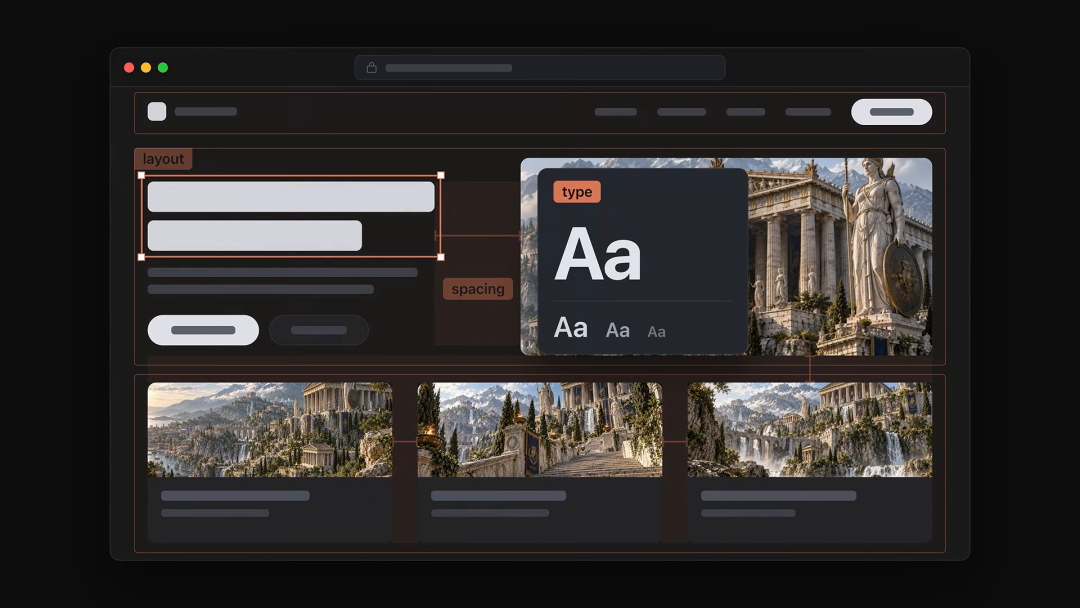 layout
type
Aa
spacing
Aa Aa Aa